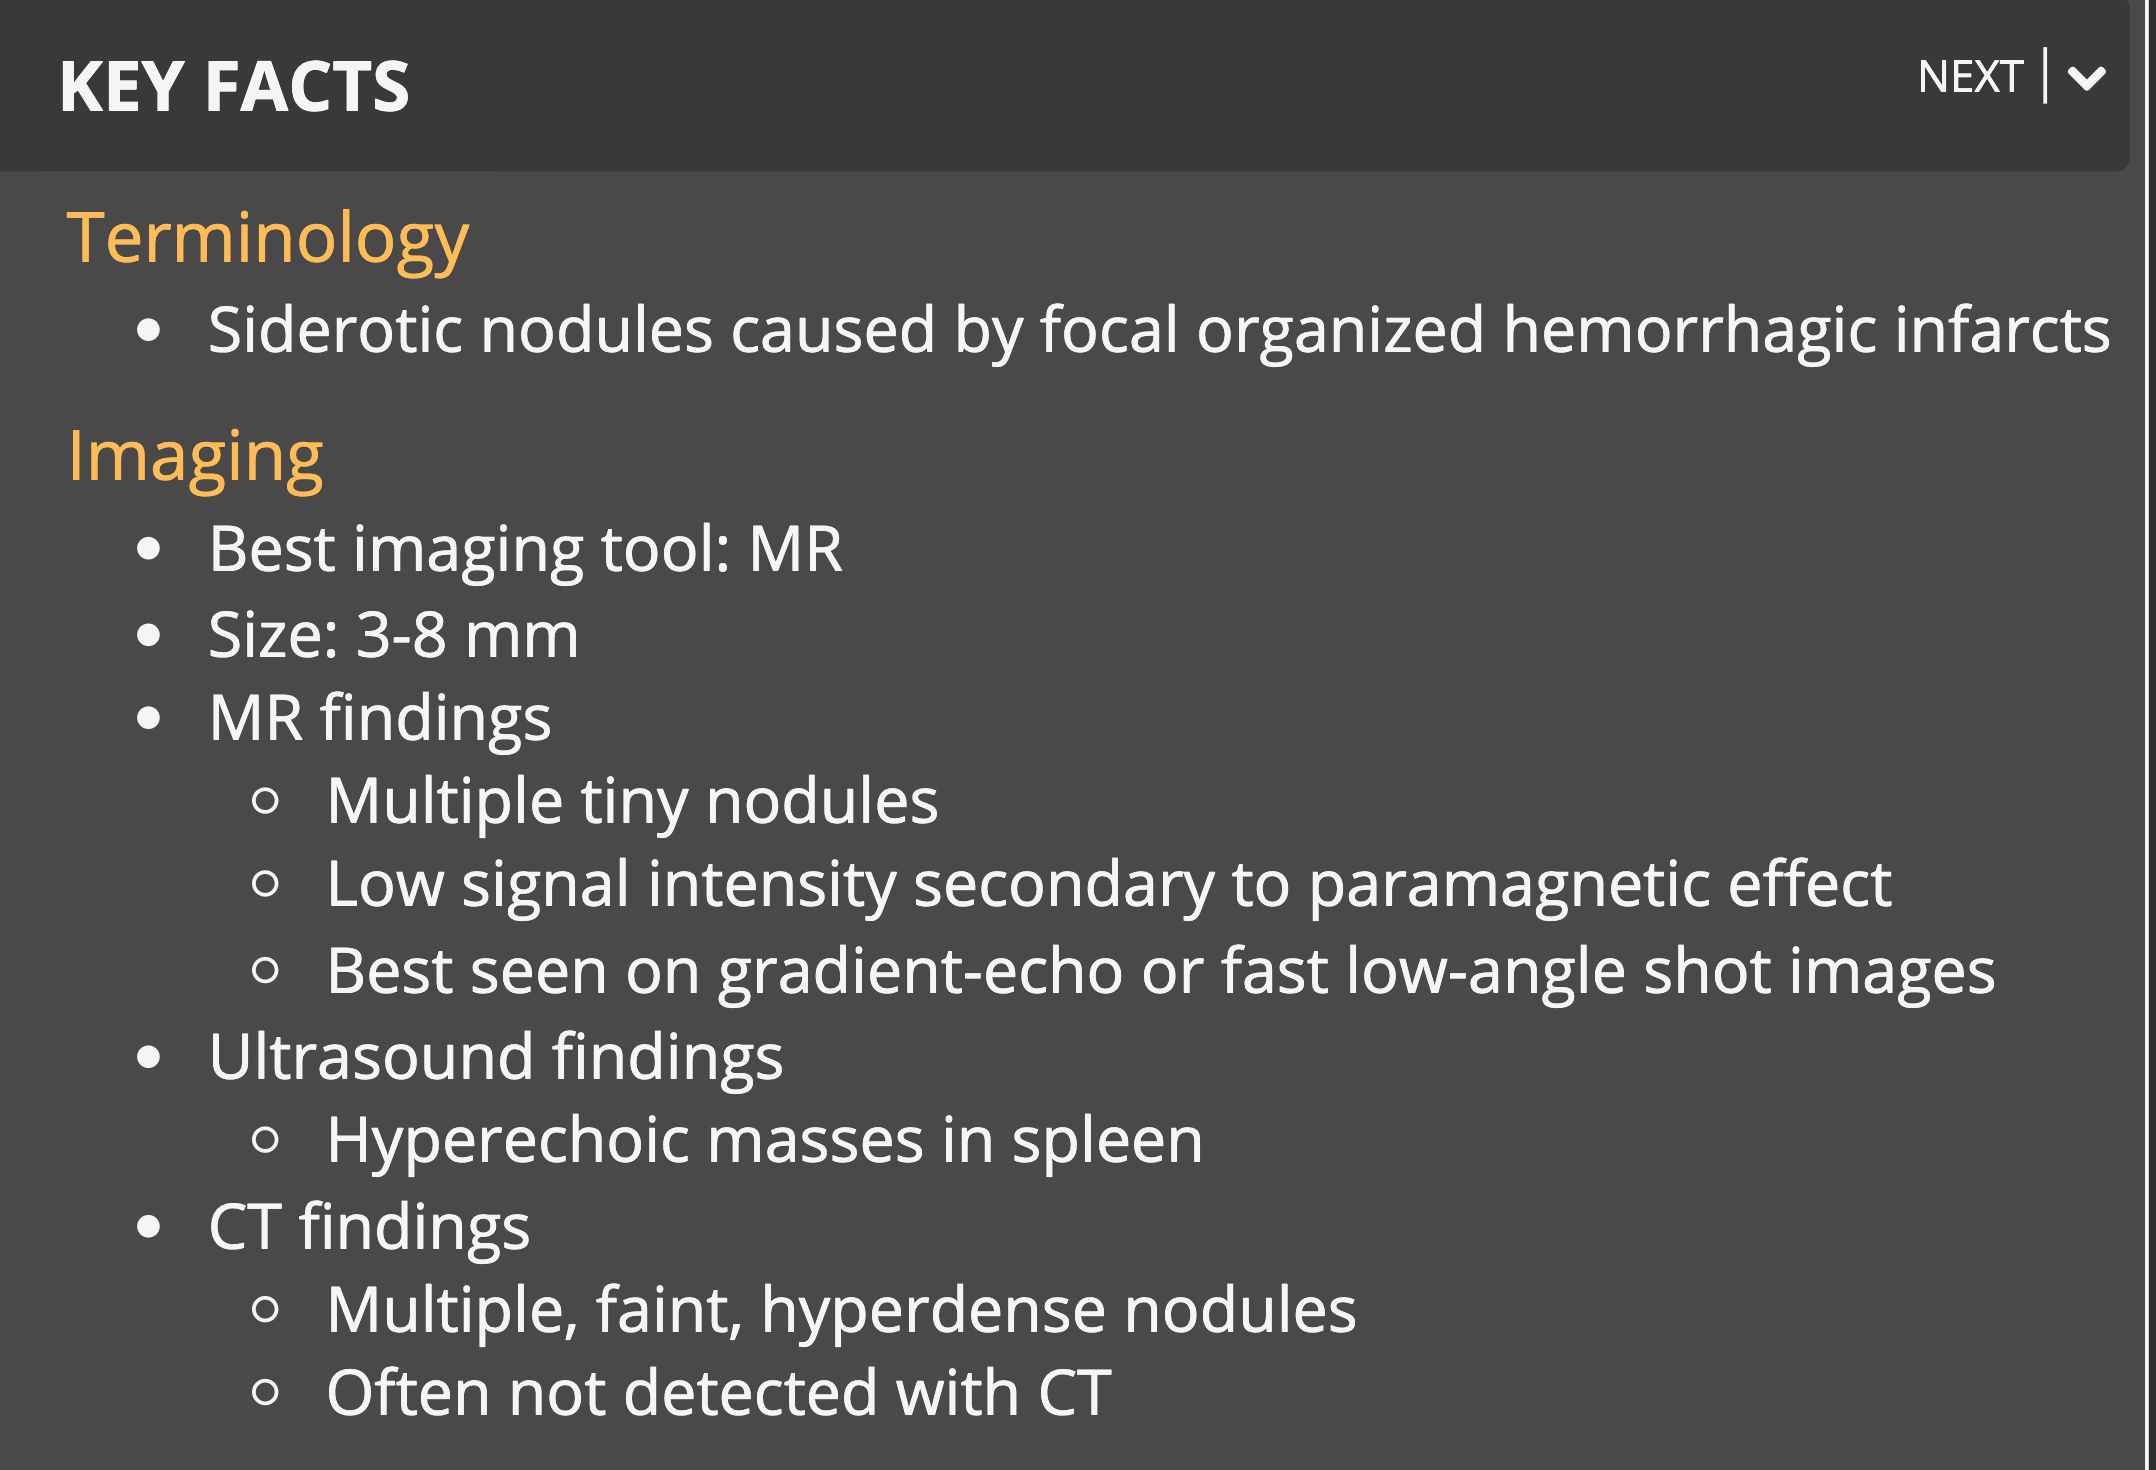 KEY FACTS
NEXT
Terminology
• Siderotic nodules caused by focal organized hemorrhagic infarcts
Imaging
• Best imaging tool: MR
• Size: 3-8 mm
• MR findings
○ Multiple tiny nodules
○ Low signal intensity secondary to paramagnetic effect
○ Best seen on gradient-echo or fast low-angle shot images
• Ultrasound findings
○ Hyperechoic masses in spleen
• CT findings
○ Multiple, faint, hyperdense nodules
○ Often not detected with CT